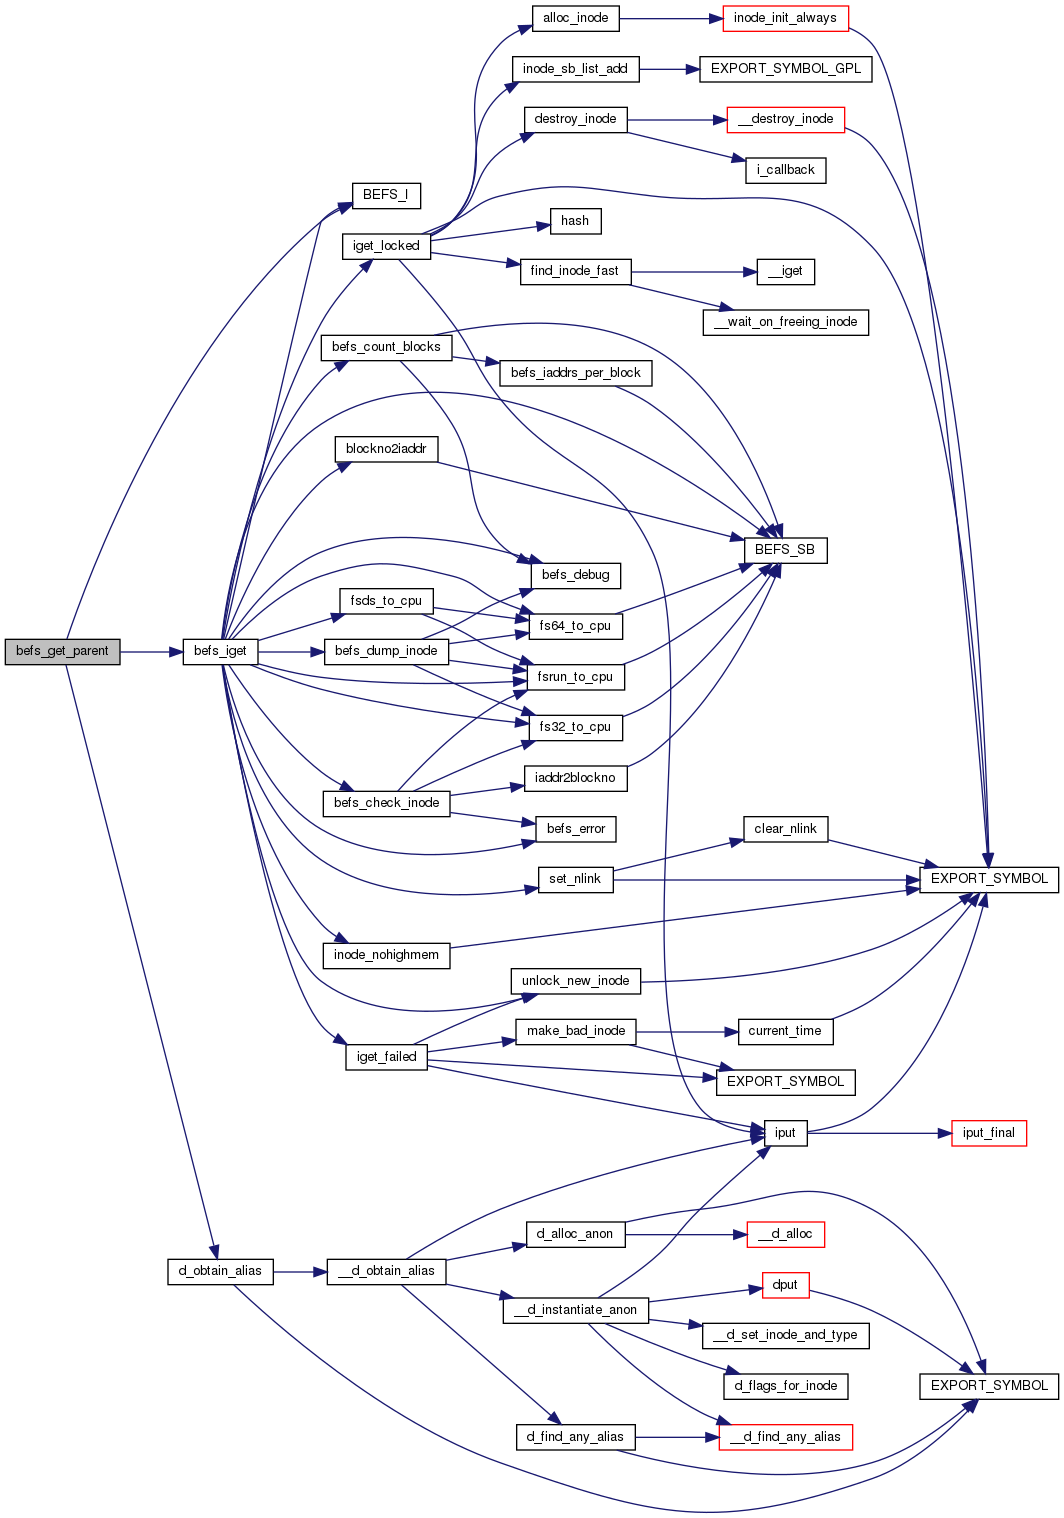 alloc_inode
inode_init_always
inode_sb_list_add
EXPORT_SYMBOL_GPL
destroy_inode
__destroy_inode
i_callback
BEFS_I
hash
iget_locked
find_inode_fast
__iget
__wait_on_freeing_inode
befs_count_blocks
befs_iaddrs_per_block
blockno2iaddr
BEFS_SB
befs_debug
fsds_to_cpu
fs64_to_cpu
befs_get_parent
befs_iget
befs_dump_inode
fsrun_to_cpu
fs32_to_cpu
iaddr2blockno
befs_check_inode
befs_error
clear_nlink
set_nlink
EXPORT_SYMBOL
inode_nohighmem
unlock_new_inode
make_bad_inode
current_time
iget_failed
EXPORT_SYMBOL
iput
iput_final
d_alloc_anon
__d_alloc
d_obtain_alias
__d_obtain_alias
dput
__d_instantiate_anon
__d_set_inode_and_type
d_flags_for_inode
EXPORT_SYMBOL
d_find_any_alias
__d_find_any_alias